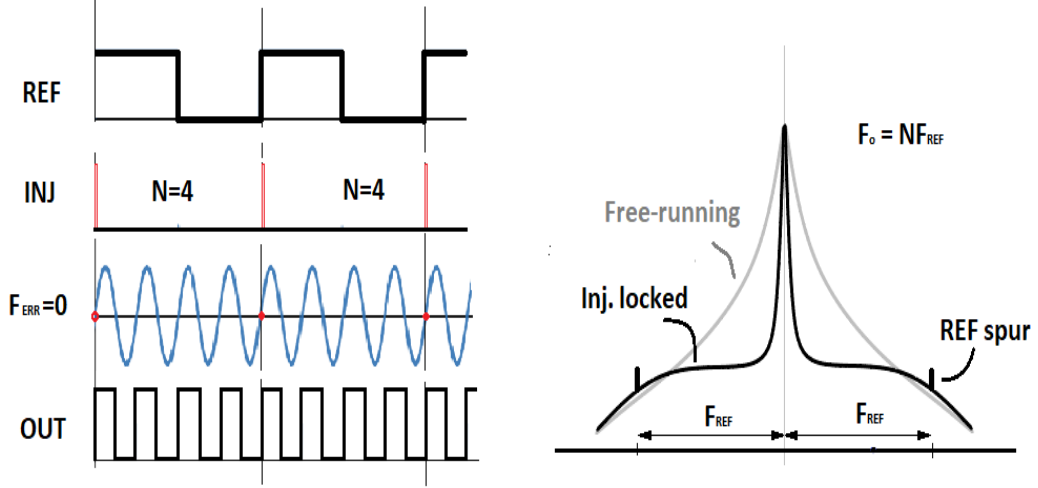 REF
INJ
N=4
N=4
FERR=0
OUT
Fo = NFREF
Free-running
Inj. locked
REF spur
FREF
FREF